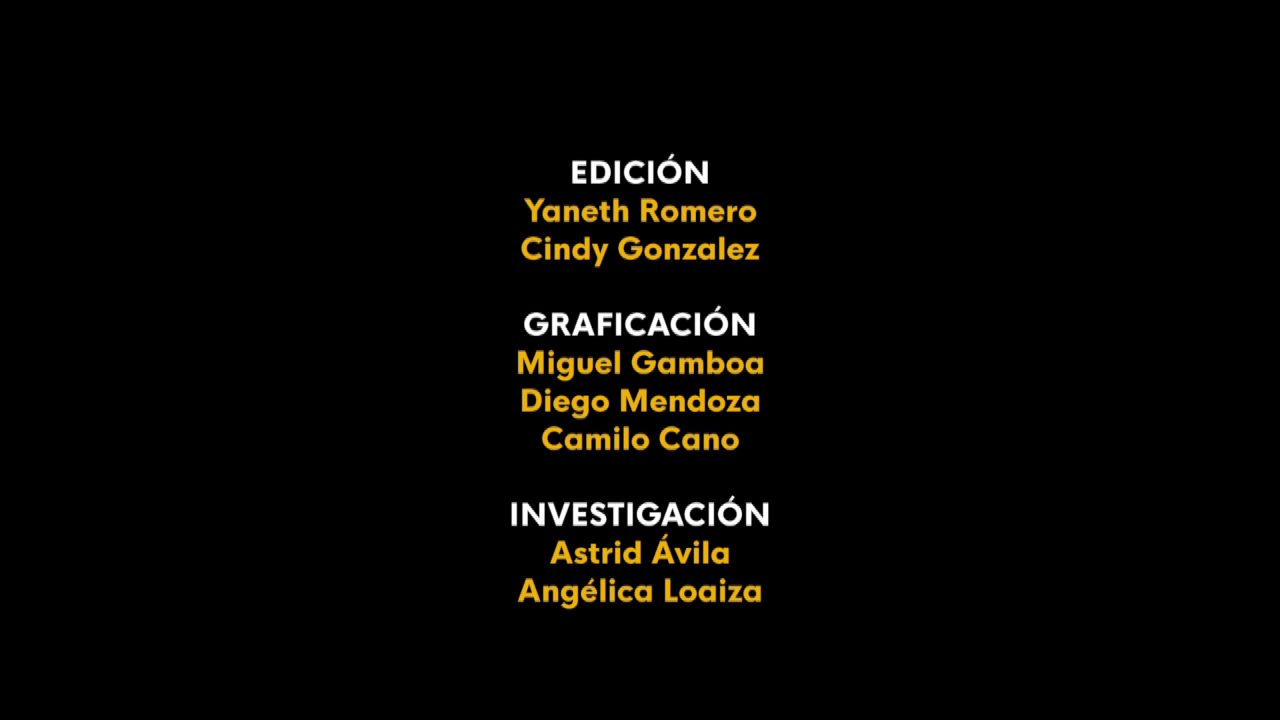 EDICIÓN
Yaneth Romero
Cindy Gonzalez
GRAFICACIÓN
Miguel Gamboa
Diego Mendoza
Camilo Cano
INVESTIGACIÓN
Astrid Ávila
Angélica Loaiza